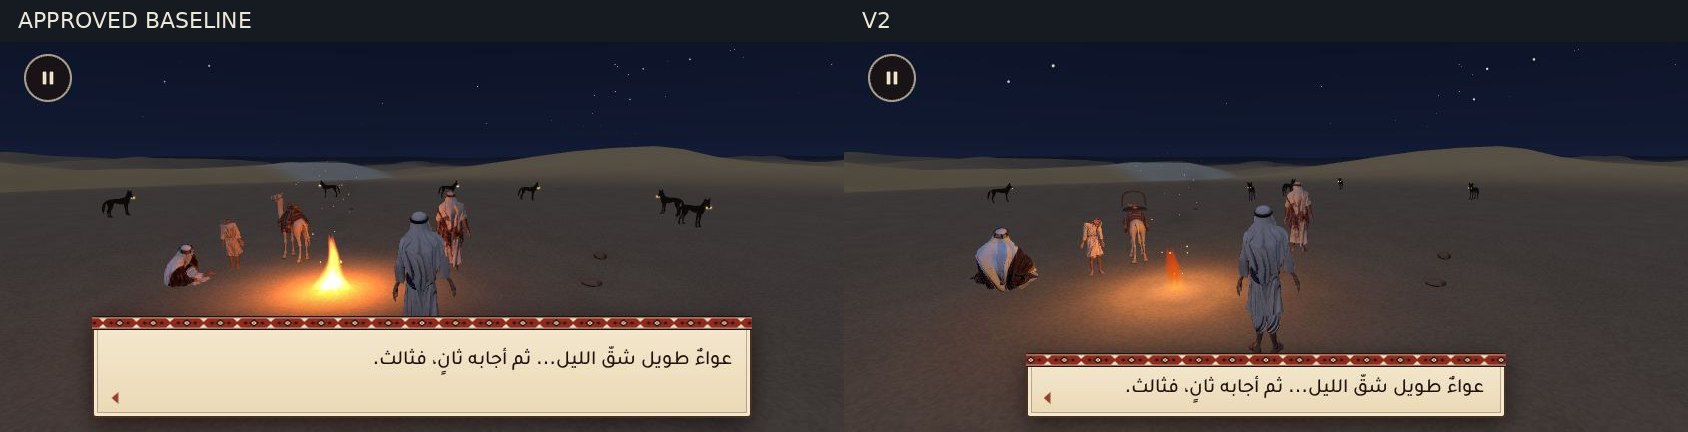 APPROVED BASELINE
V2
عواءٌ طويل شقّ الليل... ثم أجابه ثانٍ، فثالث.
عواءٌ طويل شقّ الليل... ثم أجابه ثانٍ، فثالث.